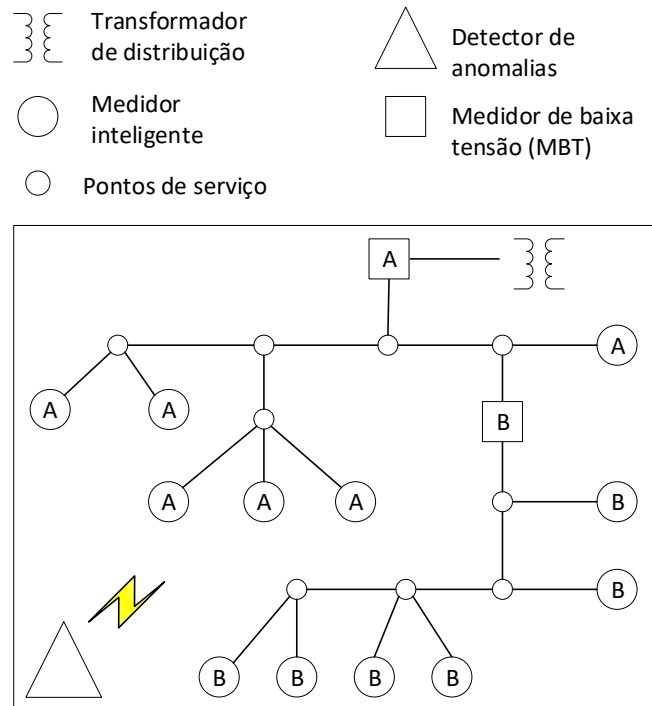 Transformador
de distribuição
Detector de
anomalias
Medidor
inteligente
Medidor de baixa
tensão (MBT)
Pontos de serviço
A
A
A
A
B
A
A
A
B
B
B
B
B
B